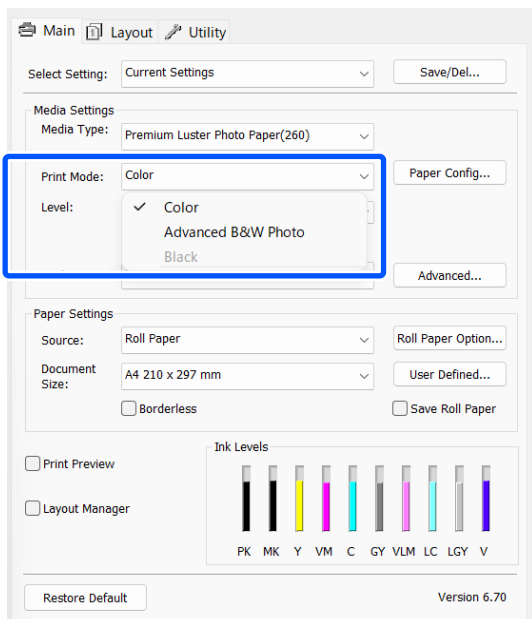 Main Layout Utility
Select Setting: Current Settings Save/Del...
Media Settings
Media Type: Premium Luster Photo Paper(260)
Print Mode: Color Paper Config...
Level:
Color
Advanced B&W Photo
Black
Advanced...
Paper Settings
Source: Roll Paper Roll Paper Option...
Document
Size: A4 210 x 297 mm User Defined...
Borderless Save Roll Paper
Ink Levels
Print Preview
Layout Manager
PK MK Y VM C GY VLM LC LGY V
Restore Default Version 6.70